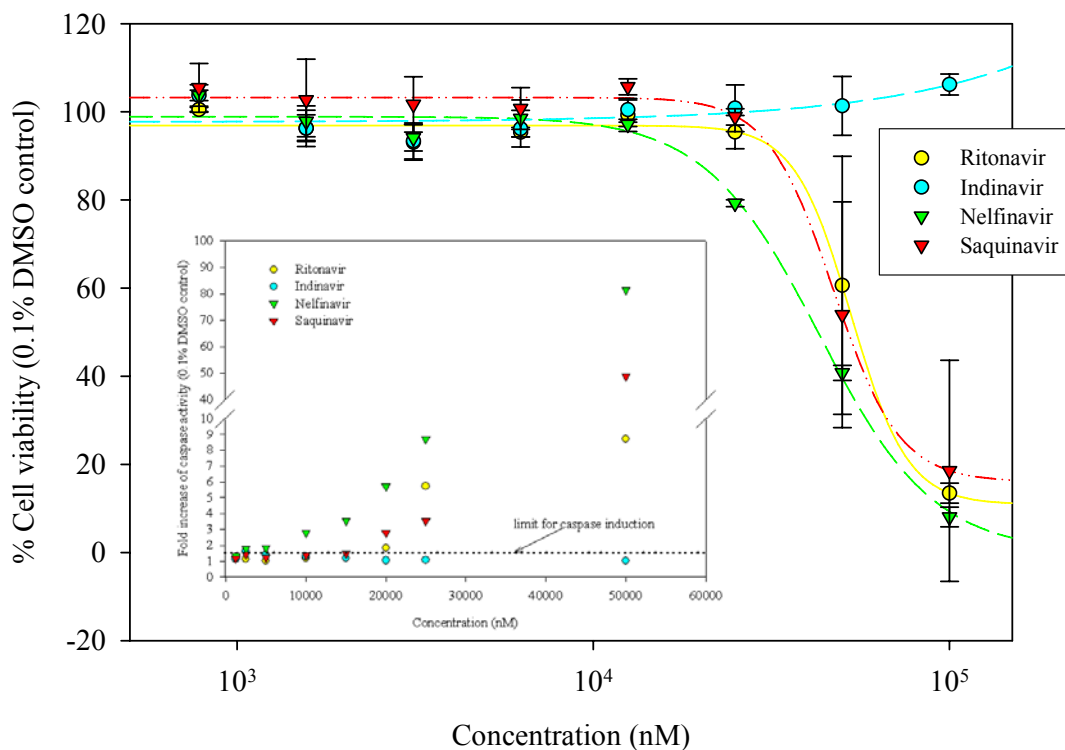 120
100
80
60
40
20
0
-20
% Cell viability (0.1% DMSO control)
10³
10⁴
10⁵
Concentration (nM)
Ritonavir
Indinavir
Nelfinavir
Saquinavir
100
90
80
70
60
50
40
10
9
8
7
6
5
4
3
2
1
0
Fold increase of caspase activity (0.1% DMSO control)
Ritonavir
Indinavir
Nelfinavir
Saquinavir
limit for caspase induction
0
10000
20000
30000
40000
50000
60000
Concentration (nM)